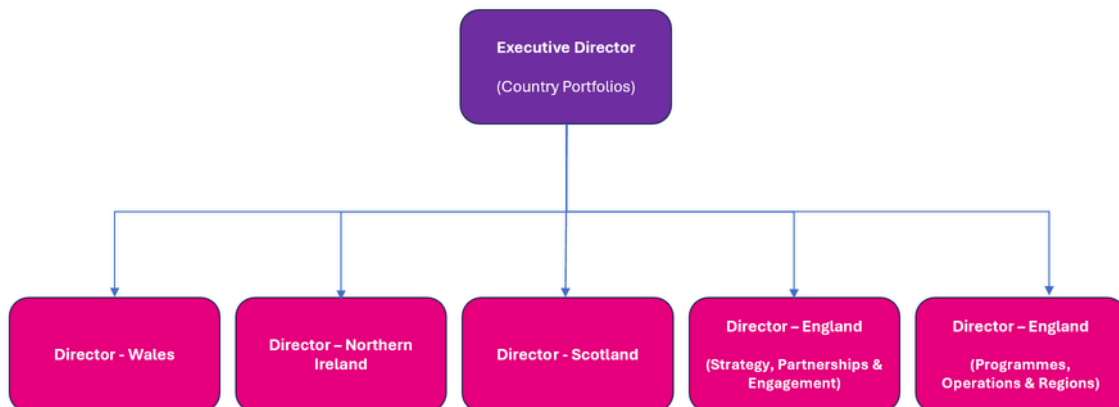 Executive Director
(Country Portfolios)
Director - Wales
Director – Northern
Ireland
Director - Scotland
Director – England
(Strategy, Partnerships &
Engagement)
Director – England
(Programmes,
Operations & Regions)